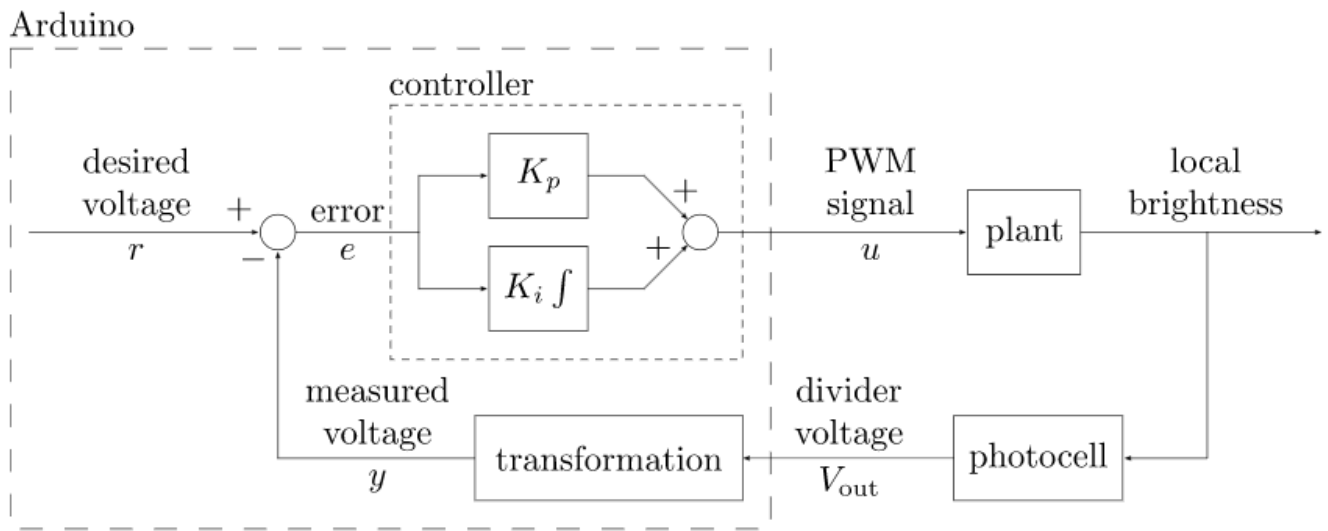 Arduino
controller
desired
voltage
r
+
−
error
e
K_p
K_i ∫
+
+
PWM
signal
u
plant
local
brightness
measured
voltage
y
transformation
divider
voltage
V_out
photocell